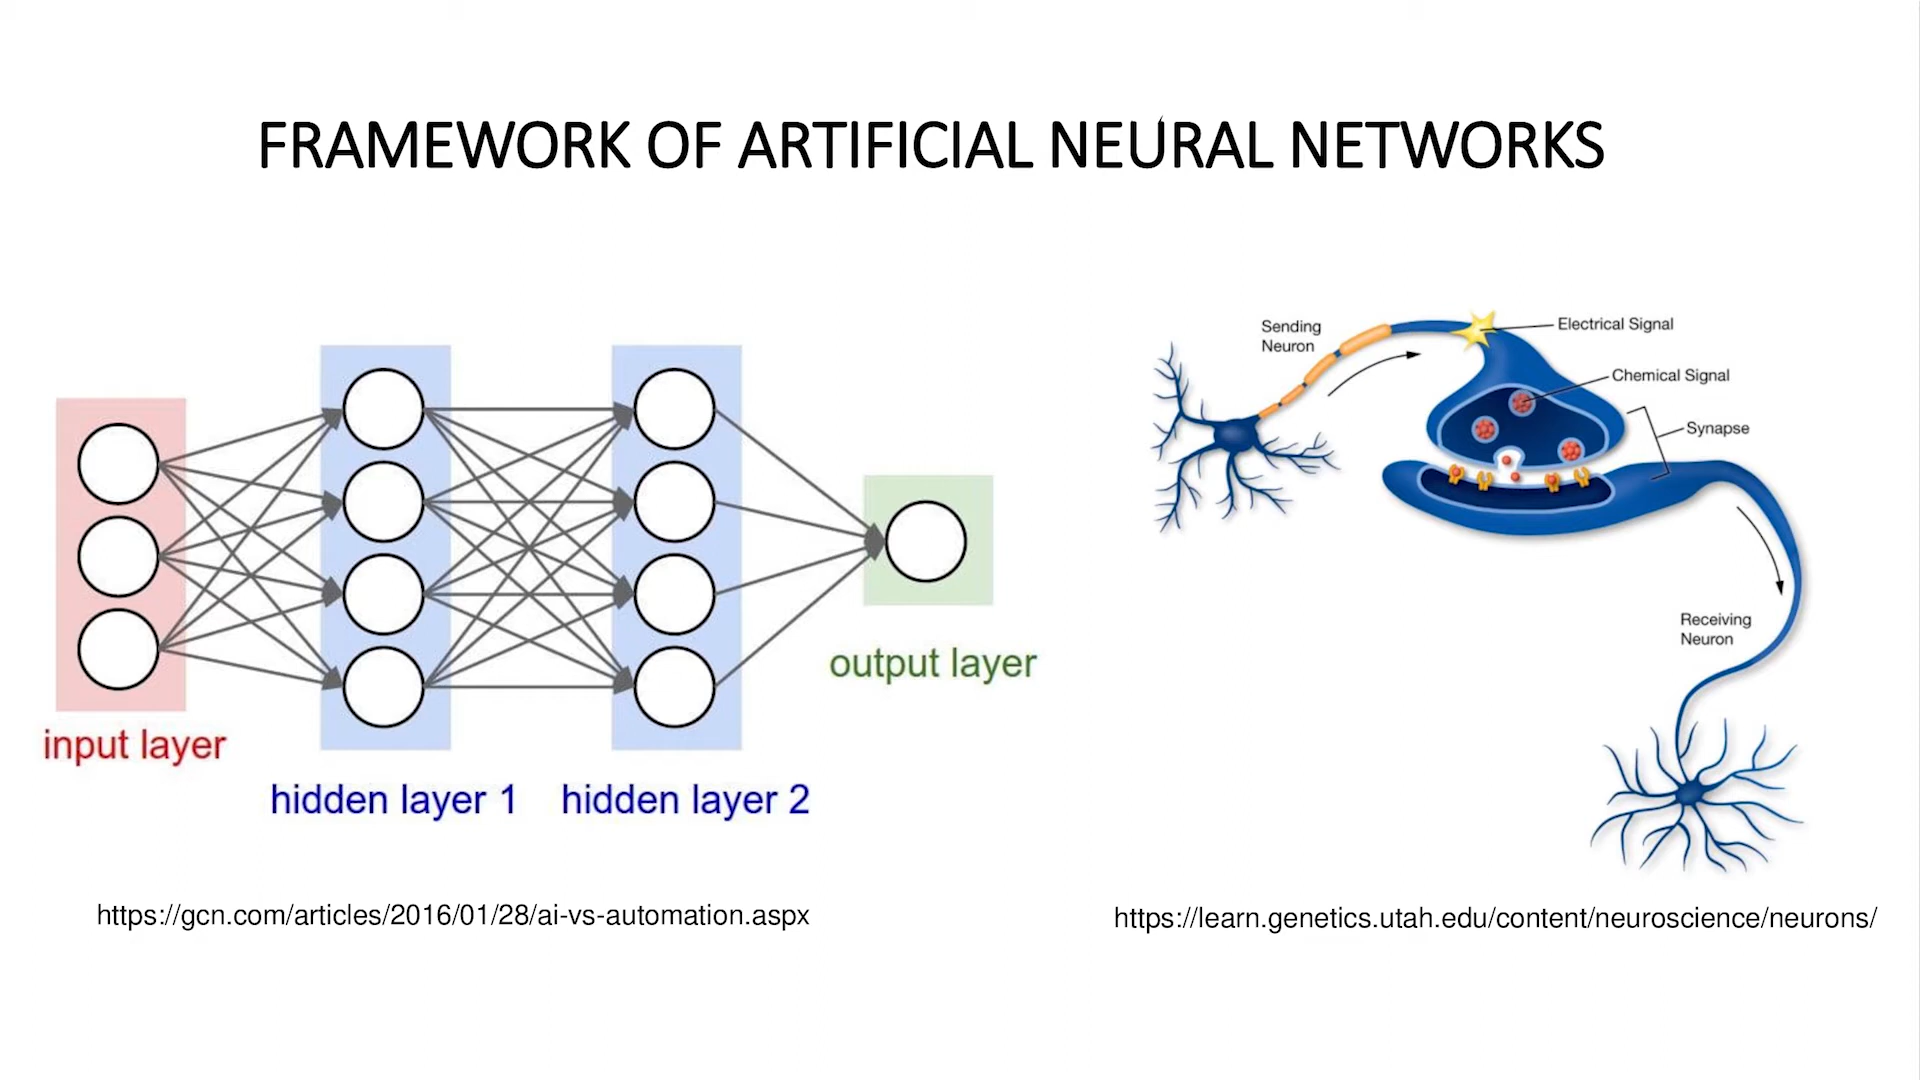 FRAMEWORK OF ARTIFICIAL NEURAL NETWORKS
input layer
hidden layer 1
hidden layer 2
output layer
https://gcn.com/articles/2016/01/28/ai-vs-automation.aspx
Sending
Neuron
Electrical Signal
Chemical Signal
Synapse
Receiving
Neuron
https://learn.genetics.utah.edu/content/neuroscience/neurons/